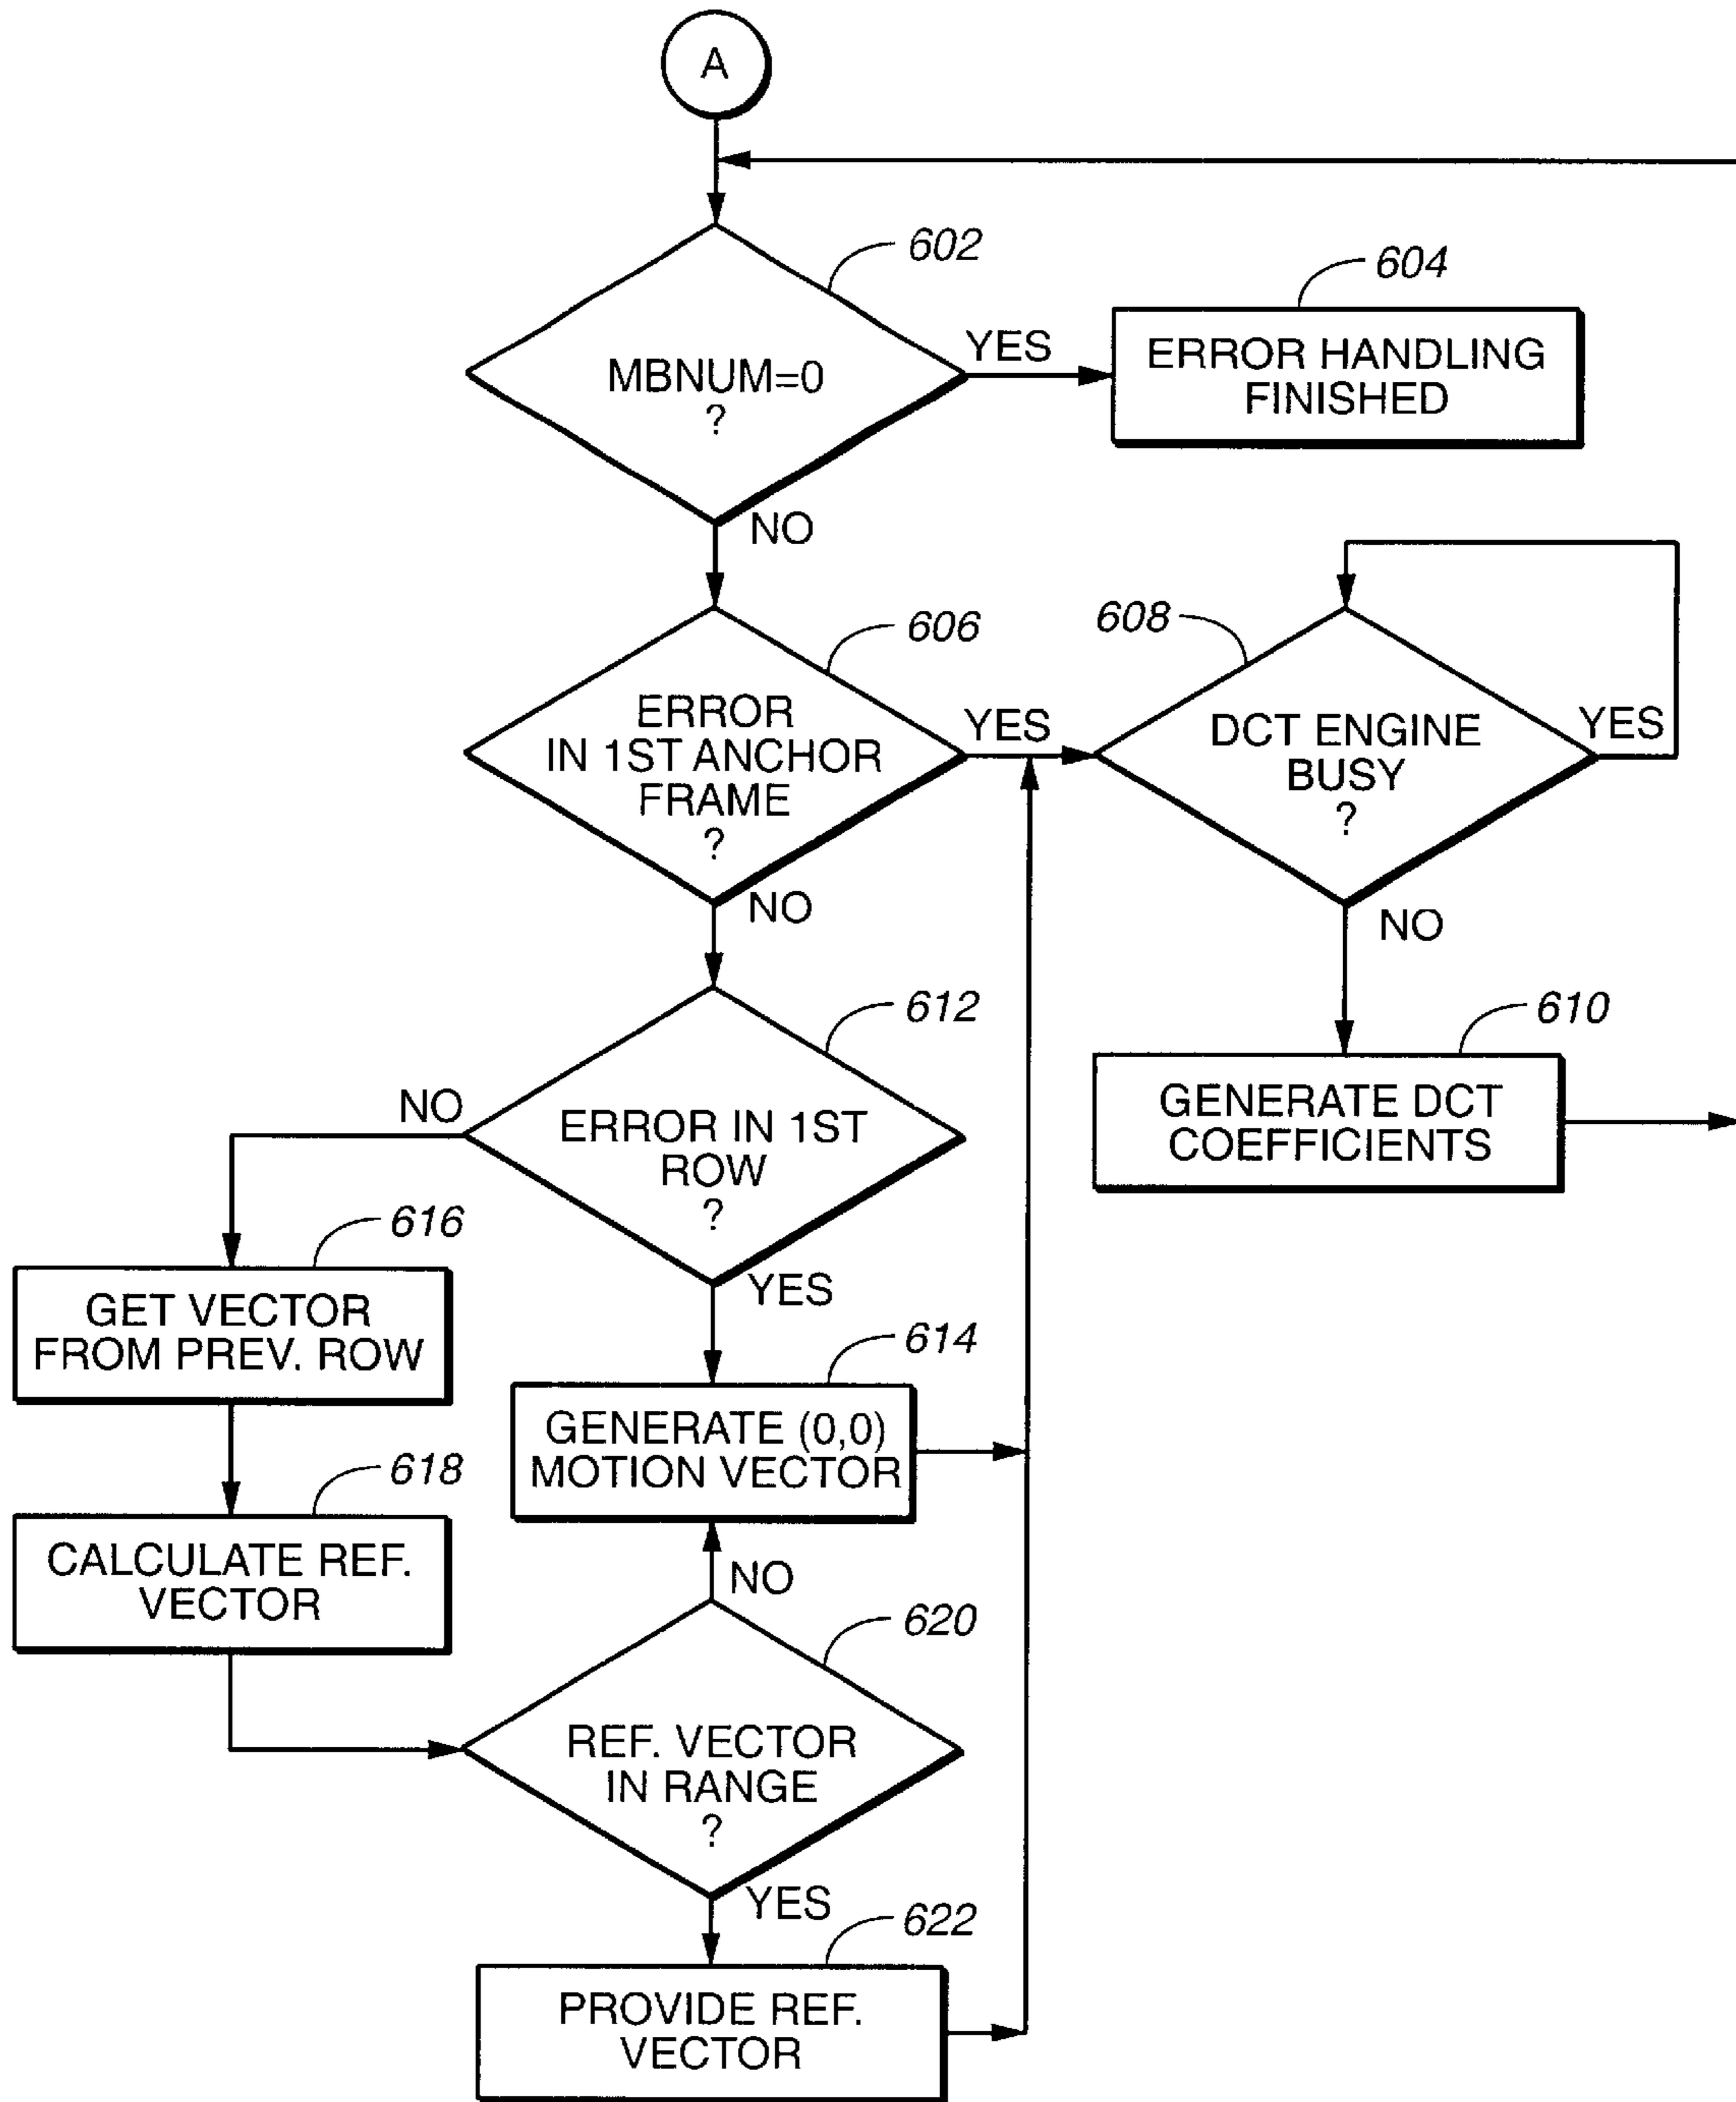 A
602
604
MBNUM=0
?
YES
ERROR HANDLING
FINISHED
NO
606
608
ERROR
IN 1ST ANCHOR
FRAME
?
YES
DCT ENGINE
BUSY
?
YES
NO
NO
612
610
ERROR IN 1ST
ROW
?
NO
GENERATE DCT
COEFFICIENTS
616
YES
GET VECTOR
FROM PREV. ROW
614
GENERATE (0,0)
MOTION VECTOR
618
CALCULATE REF.
VECTOR
NO
620
REF. VECTOR
IN RANGE
?
YES
622
PROVIDE REF.
VECTOR